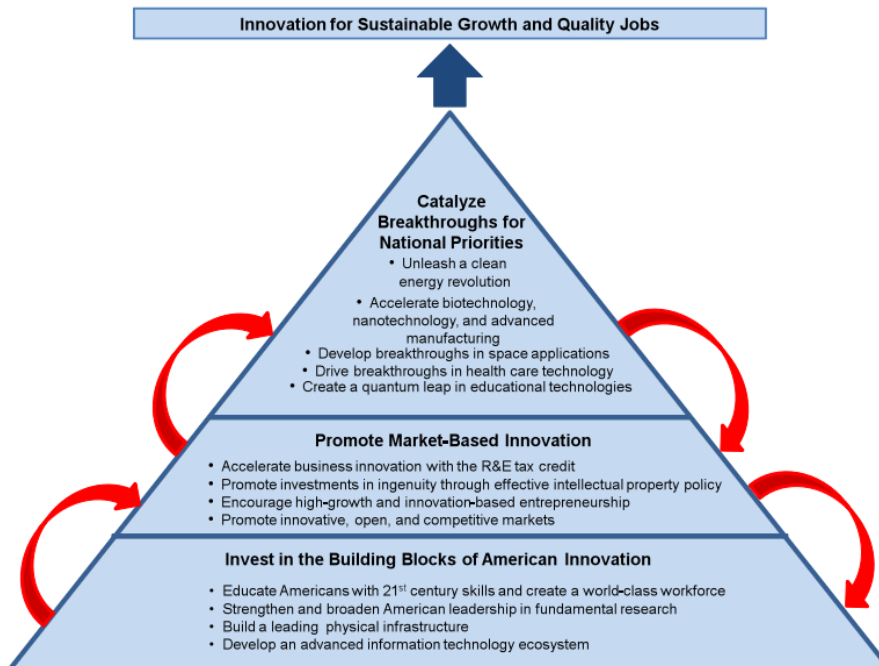 Innovation for Sustainable Growth and Quality Jobs
Catalyze
Breakthroughs for
National Priorities
• Unleash a clean
energy revolution
• Accelerate biotechnology,
nanotechnology, and advanced
manufacturing
• Develop breakthroughs in space applications
• Drive breakthroughs in health care technology
• Create a quantum leap in educational technologies
Promote Market-Based Innovation
• Accelerate business innovation with the R&E tax credit
• Promote investments in ingenuity through effective intellectual property policy
• Encourage high-growth and innovation-based entrepreneurship
• Promote innovative, open, and competitive markets
Invest in the Building Blocks of American Innovation
• Educate Americans with 21st century skills and create a world-class workforce
• Strengthen and broaden American leadership in fundamental research
• Build a leading physical infrastructure
• Develop an advanced information technology ecosystem